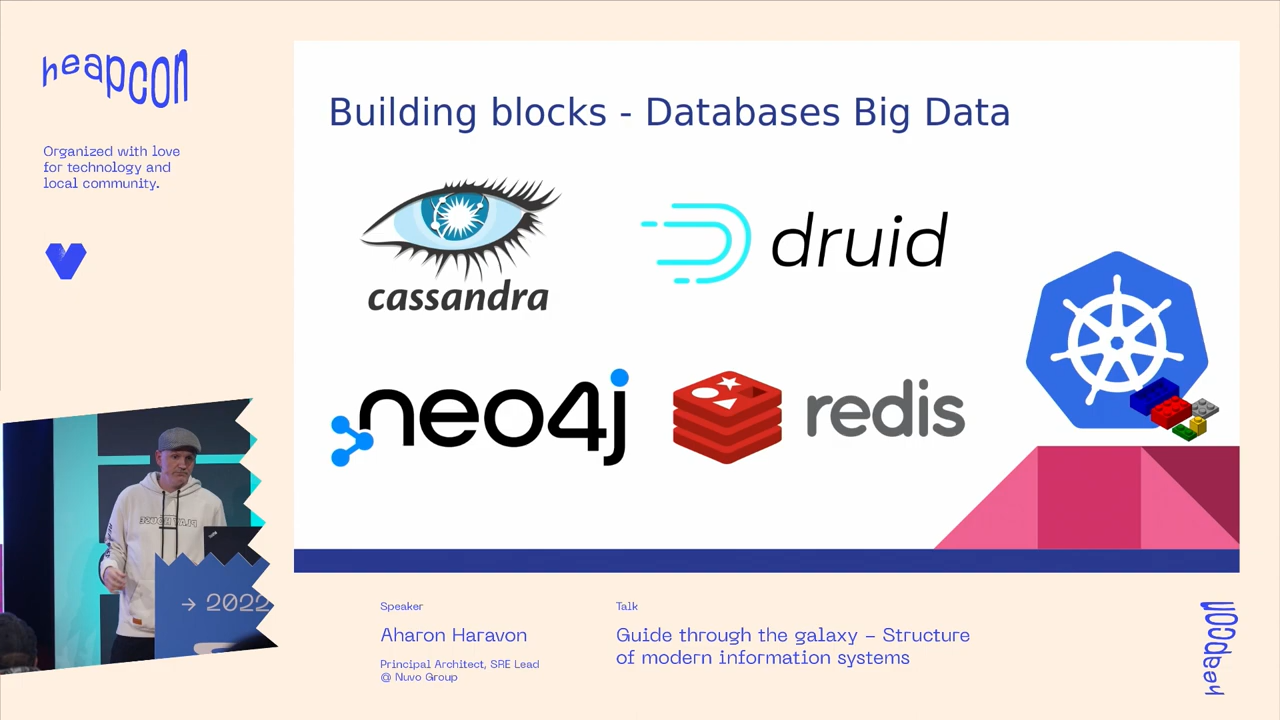 heapcon
Organized with love
for technology and
local community.
Building blocks - Databases Big Data
cassandra
druid
neo4j
redis
→ 2022
Speaker
Aharon Haravon
Principal Architect, SRE Lead
@ Nuvo Group
Talk
Guide through the galaxy – Structure
of modern information systems
heapcon